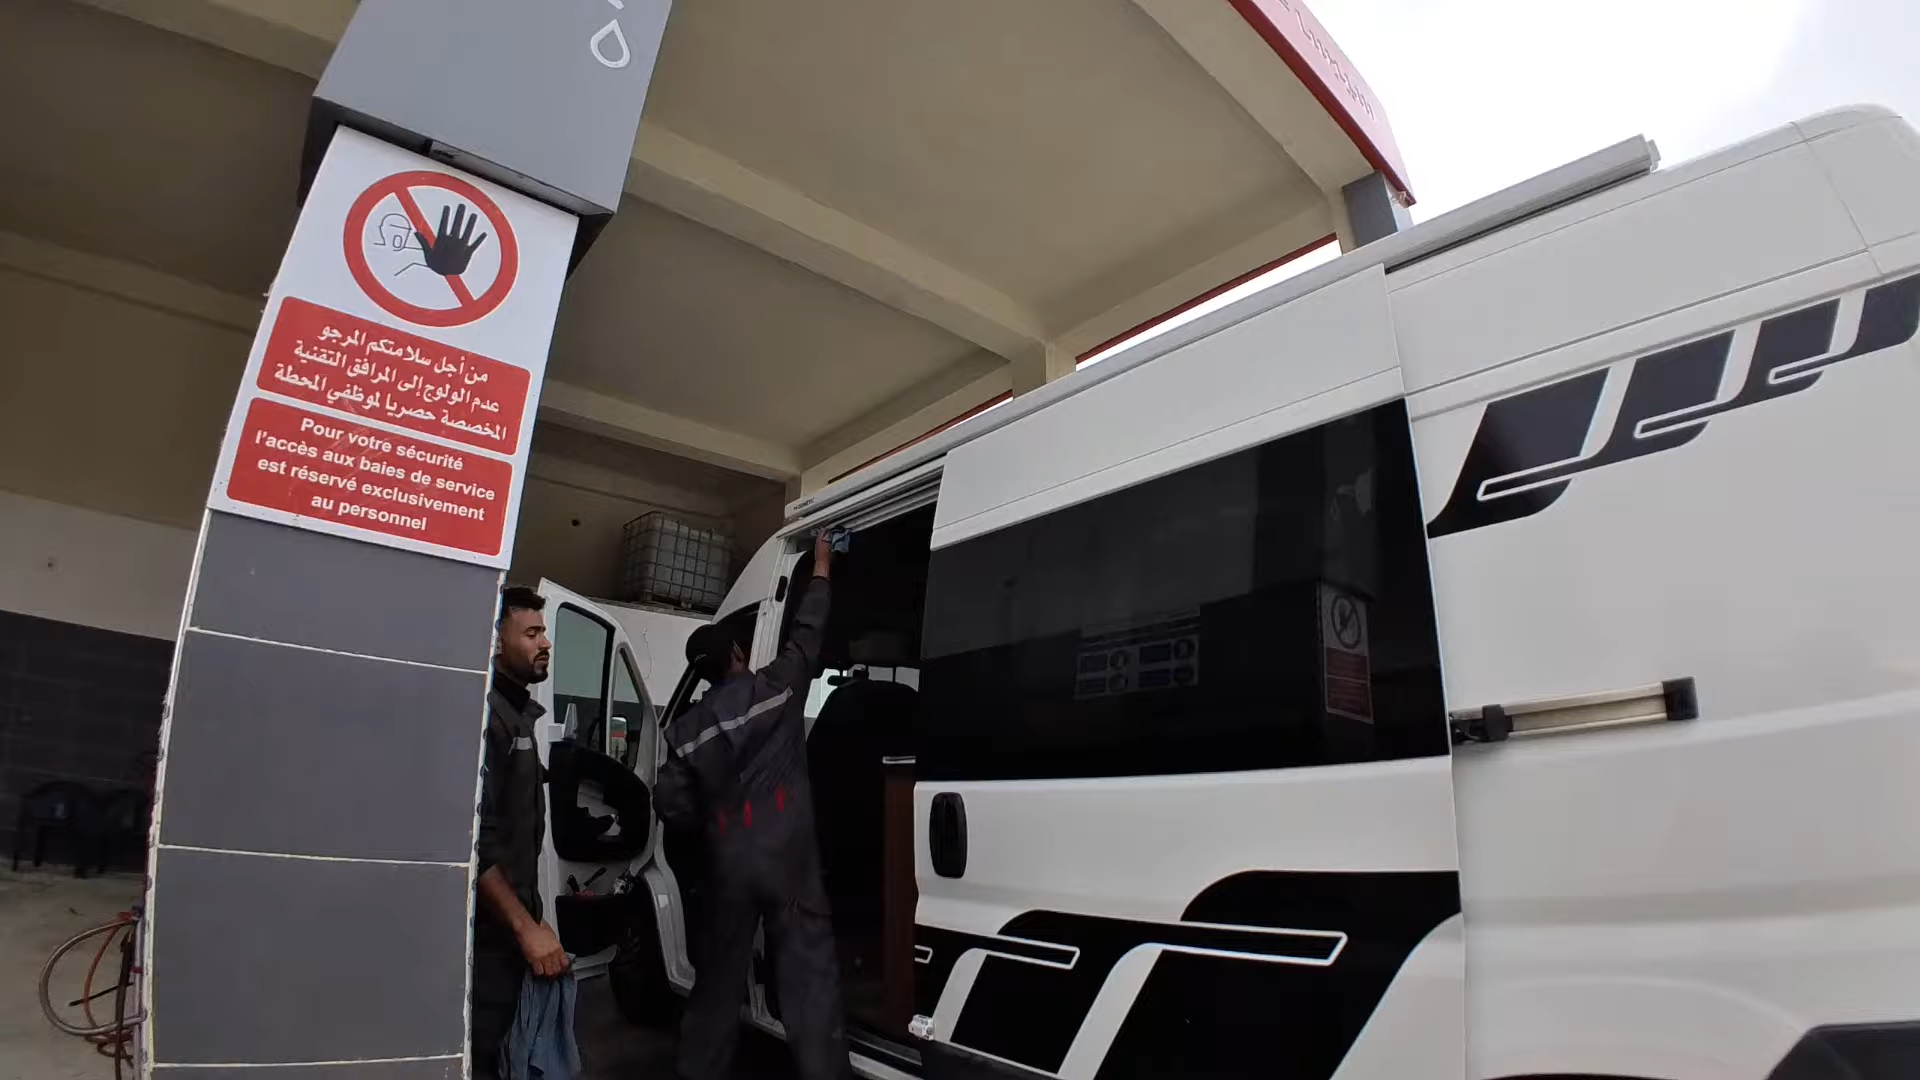 من أجل سلامتكم المرجو
عدم الولوج إلى المرافق التقنية
المخصصة حصريا لموظفي المحطة
Pour votre sécurité
l'accès aux baies de service
est réservé exclusivement
au personnel